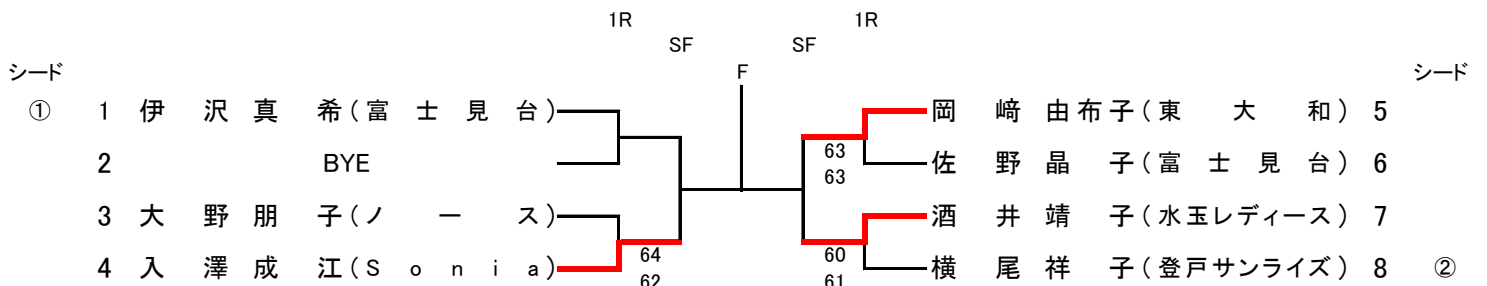 1R 1R
SF SF
シード F シード
① 1 伊沢真希(富士見台) 岡﨑由布子(東大和) 5
2 BYE 63 佐野晶子(富士見台) 6
63
3 大野朋子(ノース) 酒井靖子(水玉レディース) 7
64 60
4 入澤成江(Sonia) 横尾祥子(登戸サンライズ) 8 ②
62 61